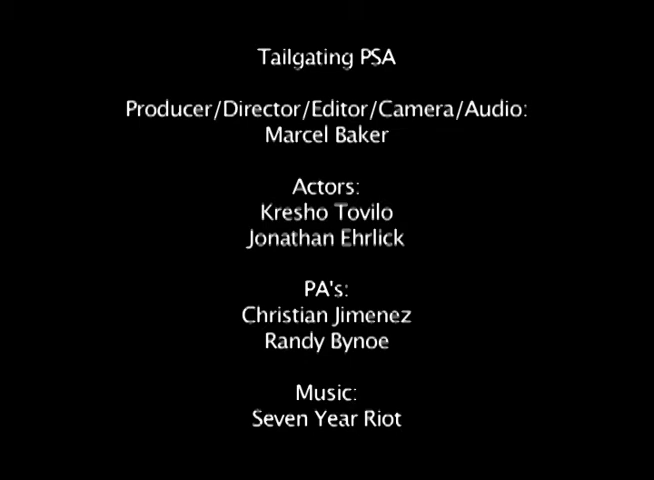 Tailgating PSA
Producer/Director/Editor/Camera/Audio:
Marcel Baker
Actors:
Kresho Tovilo
Jonathan Ehrlick
PA's:
Christian Jimenez
Randy Bynoe
Music:
Seven Year Riot